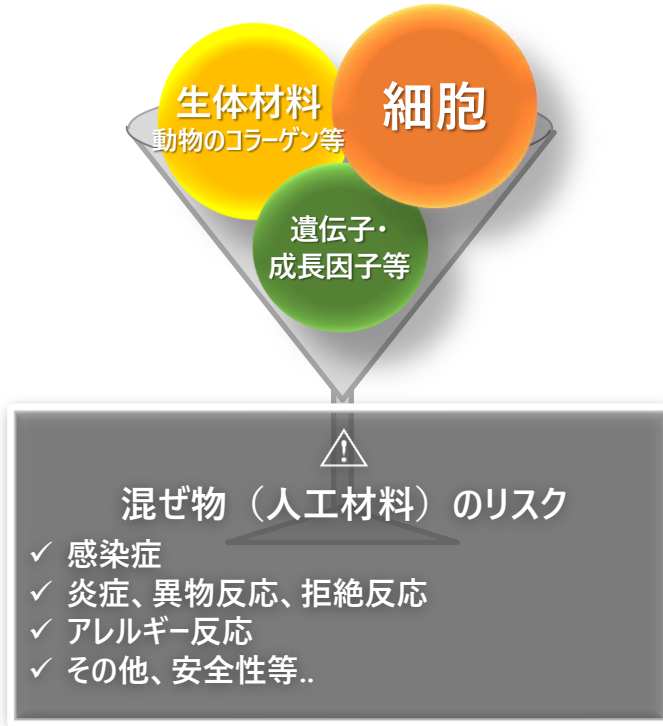 生体材料
動物のコラーゲン等
細胞
遺伝子・
成長因子等
混ぜ物（人工材料）のリスク
✓ 感染症
✓ 炎症、異物反応、拒絶反応
✓ アレルギー反応
✓ その他、安全性等..